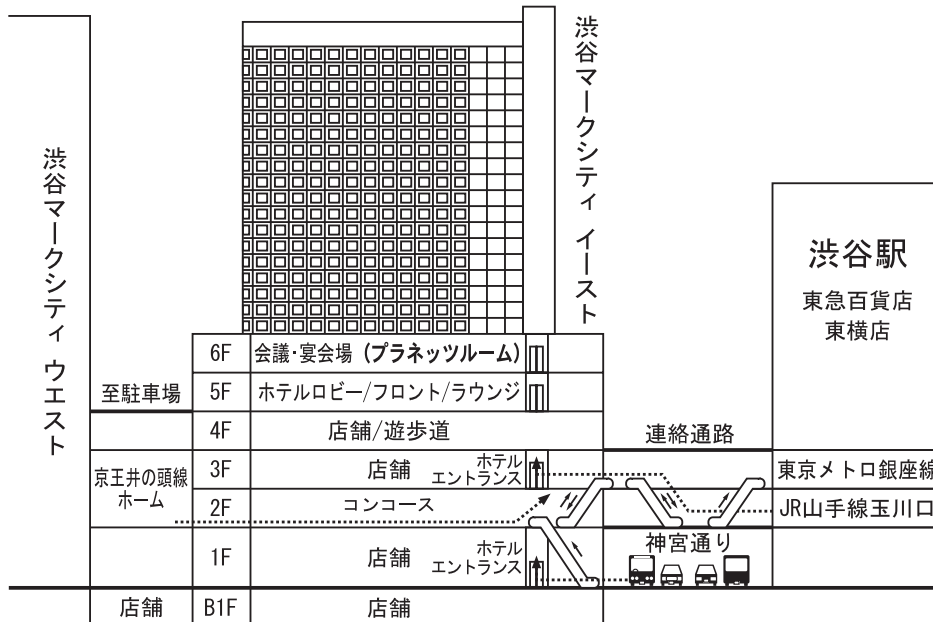 渋谷マークシティ ウエスト
渋谷マークシティ イースト
渋谷駅
東急百貨店
東横店
6F 会議・宴会場（プラネッツルーム）
至駐車場
5F ホテルロビー/フロント/ラウンジ
4F 店舗/遊歩道
連絡通路
京王井の頭線
ホーム
3F 店舗
ホテル
エントランス
東京メトロ銀座線
2F コンコース
JR山手線玉川口
神宮通り
1F 店舗
ホテル
エントランス
店舗 B1F 店舗